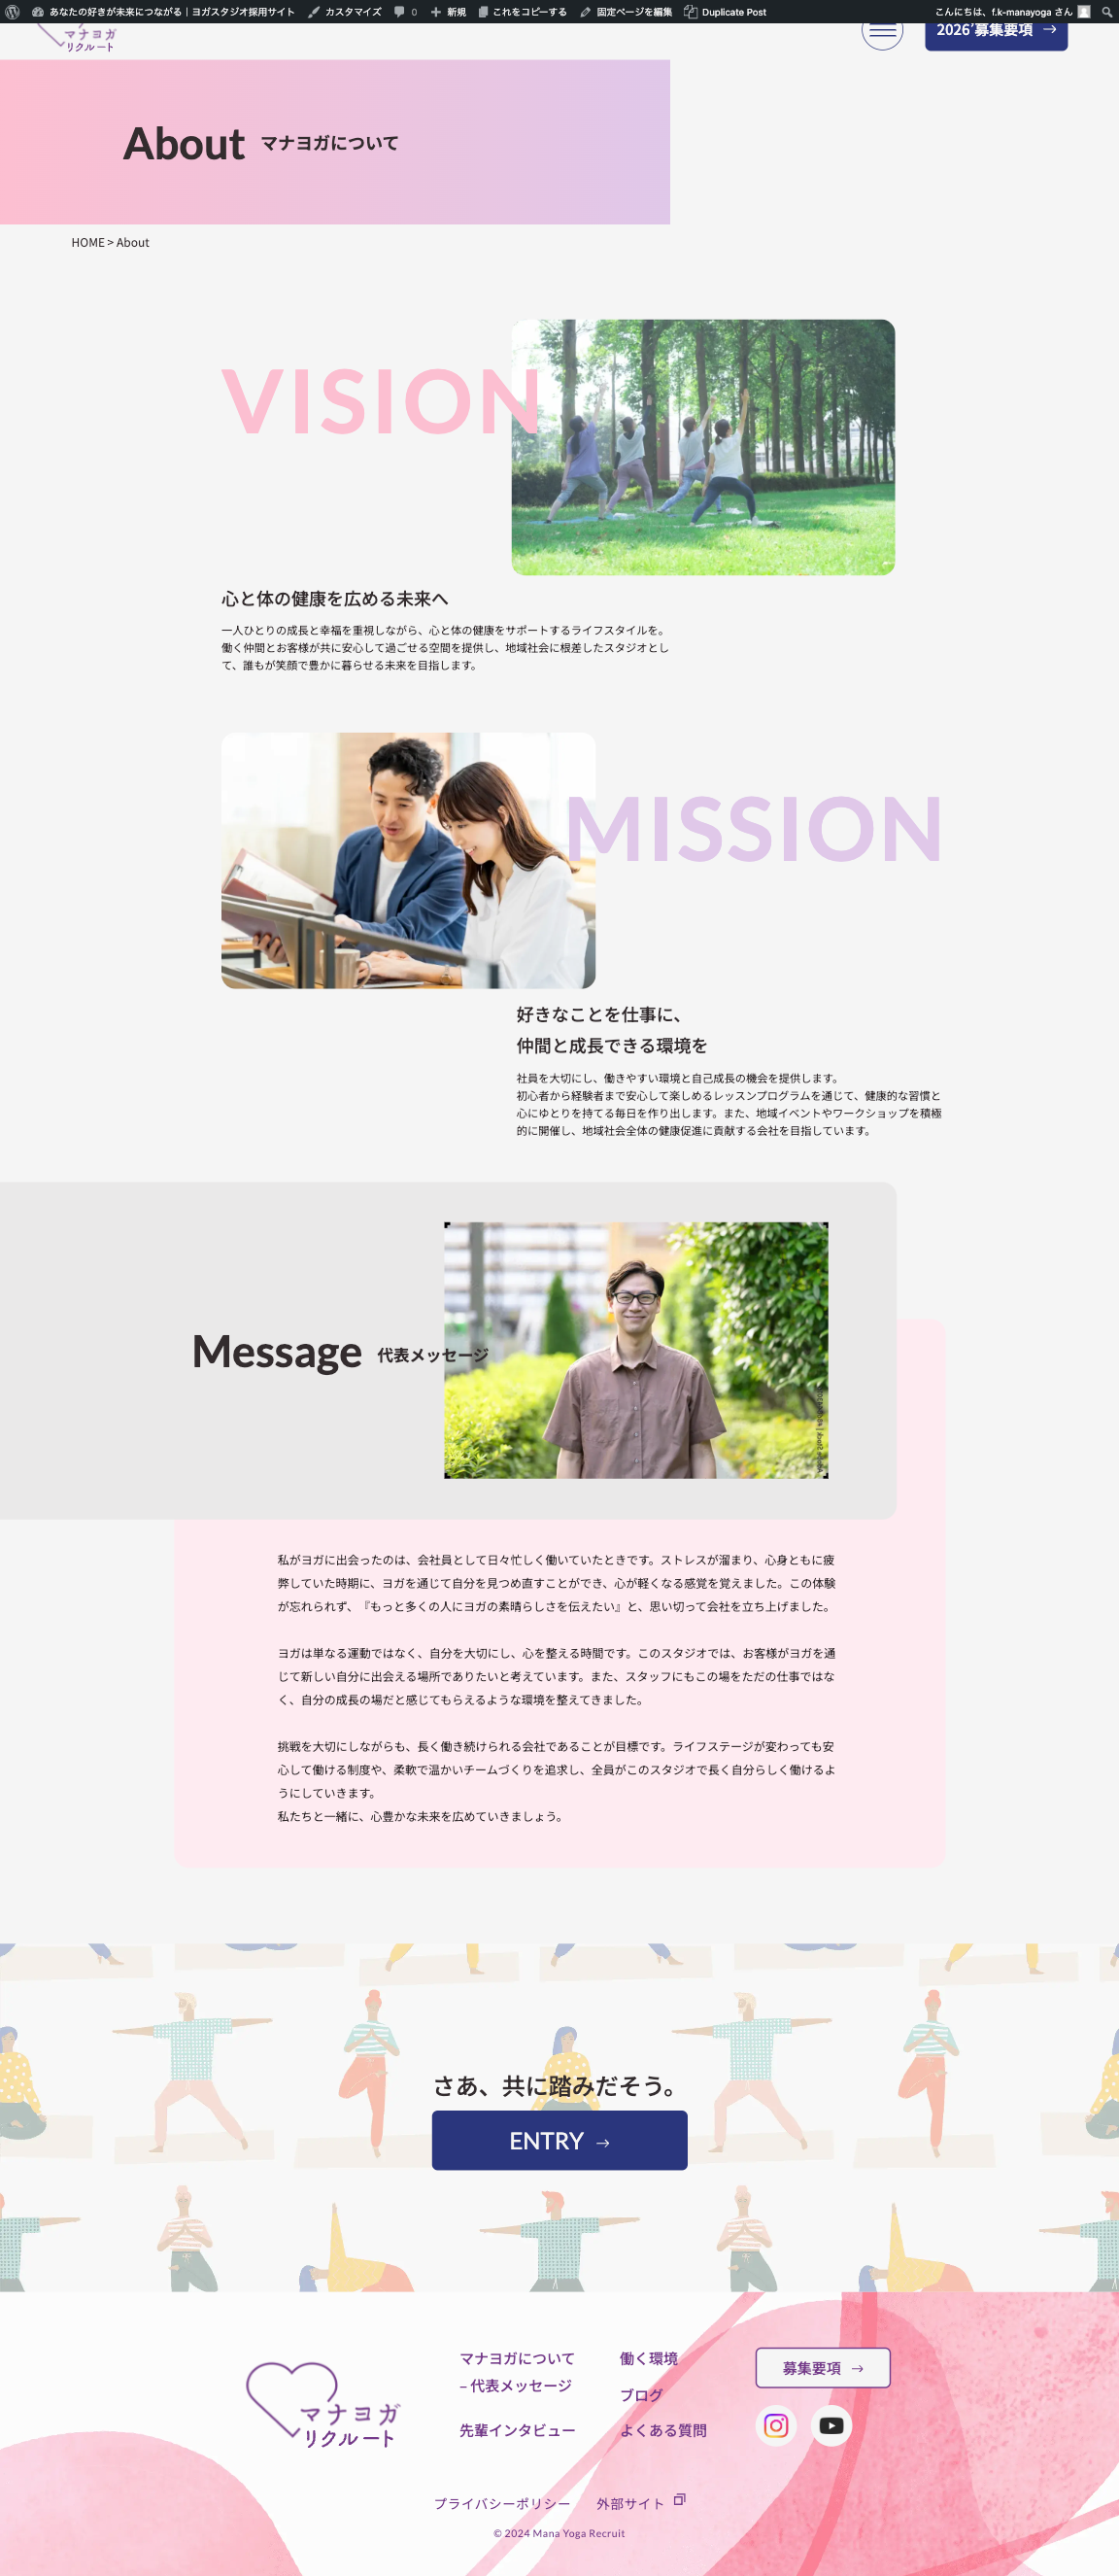 あなたの好きが未来につながる｜ヨガスタジオ採用サイト カスタマイズ 0 新規 これをコピーする 固定ページを編集 Duplicate Post こんにちは、f.k-manayoga さん
マナヨガ
リクルート
2026' 募集要項 →
About マナヨガについて
HOME > About
VISION
心と体の健康を広める未来へ
一人ひとりの成長と幸福を重視しながら、心と体の健康をサポートするライフスタイルを。
働く仲間とお客様が共に安心して過ごせる空間を提供し、地域社会に根差したスタジオとし
て、誰もが笑顔で豊かに暮らせる未来を目指します。
MISSION
好きなことを仕事に、
仲間と成長できる環境を
社員を大切にし、働きやすい環境と自己成長の機会を提供します。
初心者から経験者まで安心して楽しめるレッスンプログラムを通じて、健康的な習慣と
心にゆとりを持てる毎日を作り出します。また、地域イベントやワークショップを積極
的に開催し、地域社会全体の健康促進に貢献する会社を目指しています。
Message 代表メッセージ
私がヨガに出会ったのは、会社員として日々忙しく働いていたときです。ストレスが溜まり、心身ともに疲
弊していた時期に、ヨガを通じて自分を見つめ直すことができ、心が軽くなる感覚を覚えました。この体験
が忘れられず、『もっと多くの人にヨガの素晴らしさを伝えたい』と、思い切って会社を立ち上げました。
ヨガは単なる運動ではなく、自分を大切にし、心を整える時間です。このスタジオでは、お客様がヨガを通
じて新しい自分に出会える場所でありたいと考えています。また、スタッフにもこの場をただの仕事ではな
く、自分の成長の場だと感じてもらえるような環境を整えてきました。
挑戦を大切にしながらも、長く働き続けられる会社であることが目標です。ライフステージが変わっても安
心して働ける制度や、柔軟で温かいチームづくりを追求し、全員がこのスタジオで長く自分らしく働けるよ
うにしていきます。
私たちと一緒に、心豊かな未来を広めていきましょう。
さあ、共に踏みだそう。
ENTRY →
マナヨガ
リクルート
マナヨガについて
– 代表メッセージ
先輩インタビュー
働く環境
ブログ
よくある質問
募集要項 →
プライバシーポリシー 外部サイト
© 2024 Mana Yoga Recruit